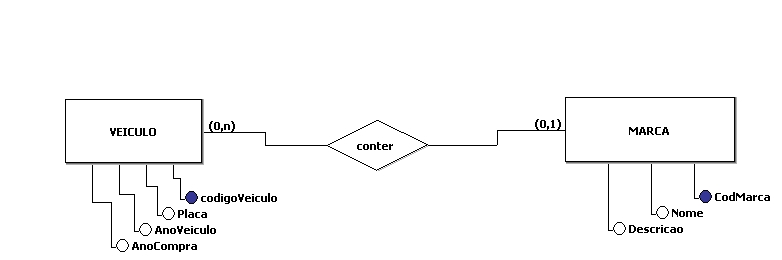 VEICULO
(0,n)
conter
(0,1)
MARCA
codigoVeiculo
Placa
AnoVeiculo
AnoCompra
CodMarca
Nome
Descricao